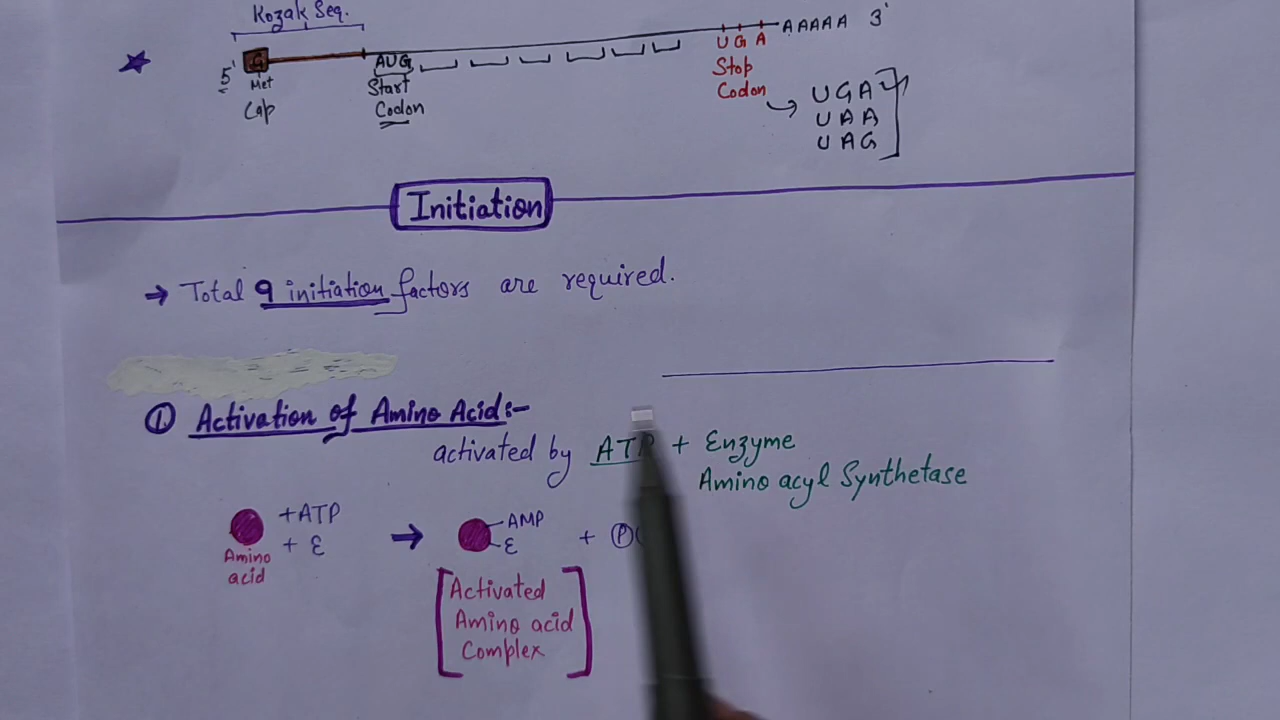 Kozak Seq.
5' G AUG U G A AAAAA 3'
Met
Cap
Start
Codon
Stop
Codon
UGA
UAA
UAG
Initiation
→ Total 9 initiation factors are required.
① Activation of Amino Acid:-
activated by ATP + Enzyme
Amino acyl Synthetase
+ATP
+ E
Amino
acid
→
AMP
E
+ Ⓟ
[Activated
Amino acid
Complex]